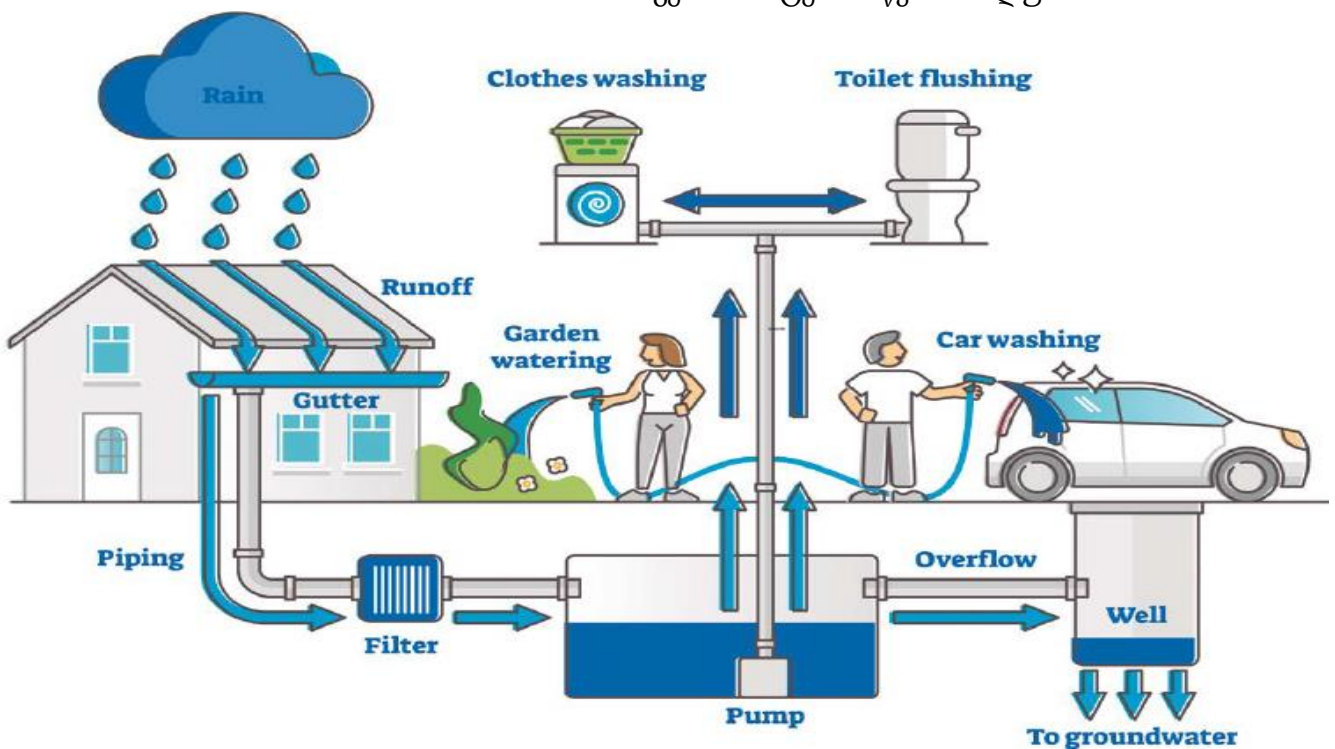 Clothes washing
Toilet flushing
Rain
Runoff
Garden
watering
Car washing
Gutter
Piping
Overflow
Filter
Well
Pump
To groundwater